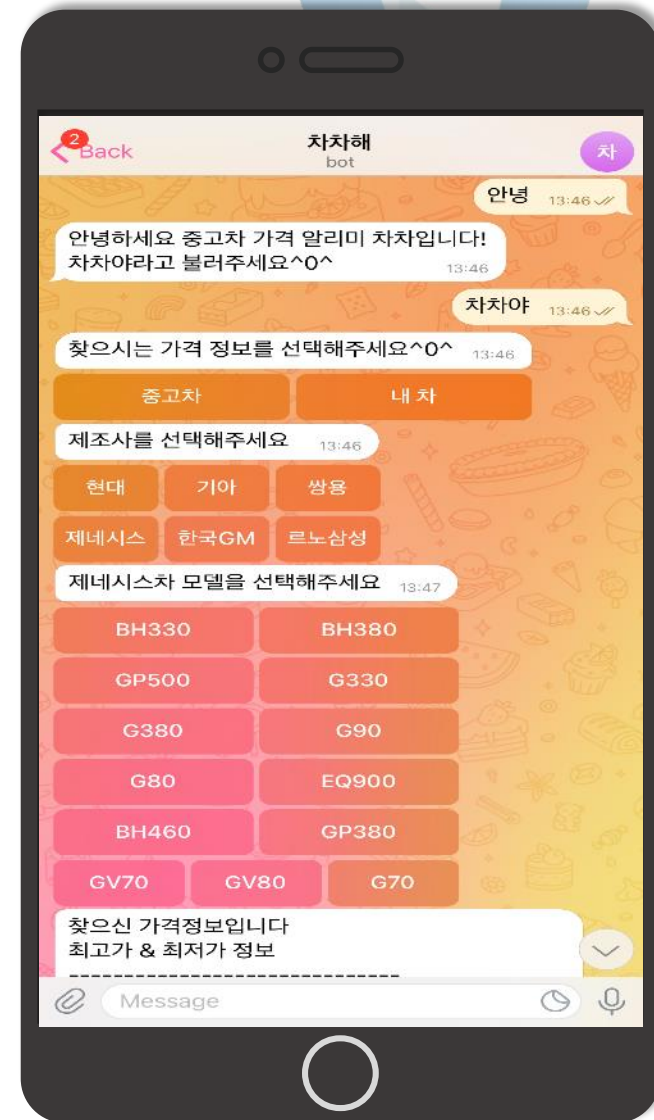 2
Back
차차해
bot
차
안녕 13:46
안녕하세요 중고차 가격 알리미 차차입니다!
차차야라고 불러주세요^0^ 13:46
차차야 13:46
찾으시는 가격 정보를 선택해주세요^0^ 13:46
중고차 내 차
제조사를 선택해주세요 13:46
현대 기아 쌍용
제네시스 한국GM 르노삼성
제네시스차 모델을 선택해주세요 13:47
BH330 BH380
GP500 G330
G380 G90
G80 EQ900
BH460 GP380
GV70 GV80 G70
찾으신 가격정보입니다
최고가 & 최저가 정보
------------------------------
Message